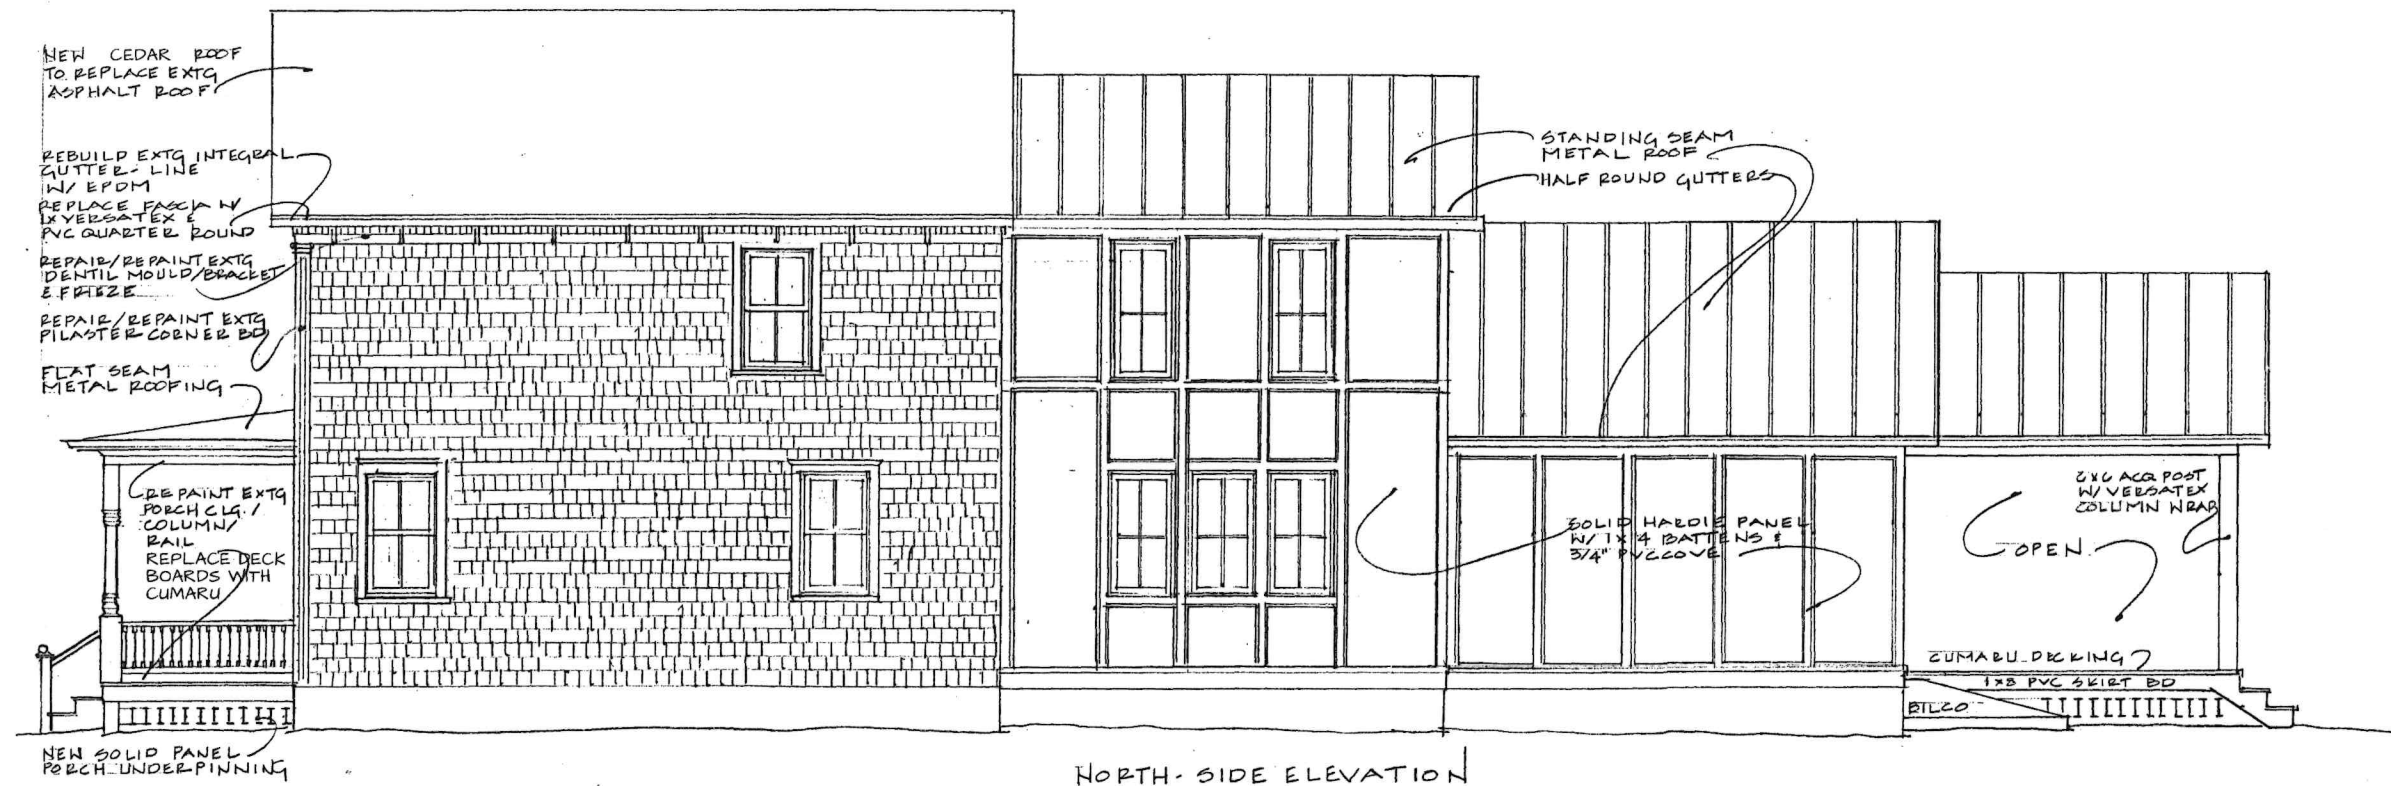 NEW CEDAR ROOF
TO REPLACE EXTG
ASPHALT ROOF
REBUILD EXTG INTEGRAL
GUTTER - LINE
W/ EPDM
REPLACE FASCIA W/
1X VERSATEX &
PVC QUARTER ROUND
REPAIR/REPAINT EXTG
DENTIL MOULD/BRACKET
& FRIEZE
REPAIR/REPAINT EXTG
PILASTER CORNER BD
FLAT SEAM
METAL ROOFING
REPAINT EXTG
PORCH CLG./
COLUMN/
RAIL
REPLACE DECK
BOARDS WITH
CUMARU
NEW SOLID PANEL
PORCH UNDERPINNING
STANDING SEAM
METAL ROOF
HALF ROUND GUTTERS
SOLID HARDIE PANEL
W/ 1x4 BATTENS &
3/4" PVC COVE
6X6 ACQ POST
W/ VERSATEX
COLUMN WRAP
OPEN
CUMARU DECKING
1x8 PVC SKIRT BD
BILCO
NORTH - SIDE ELEVATION